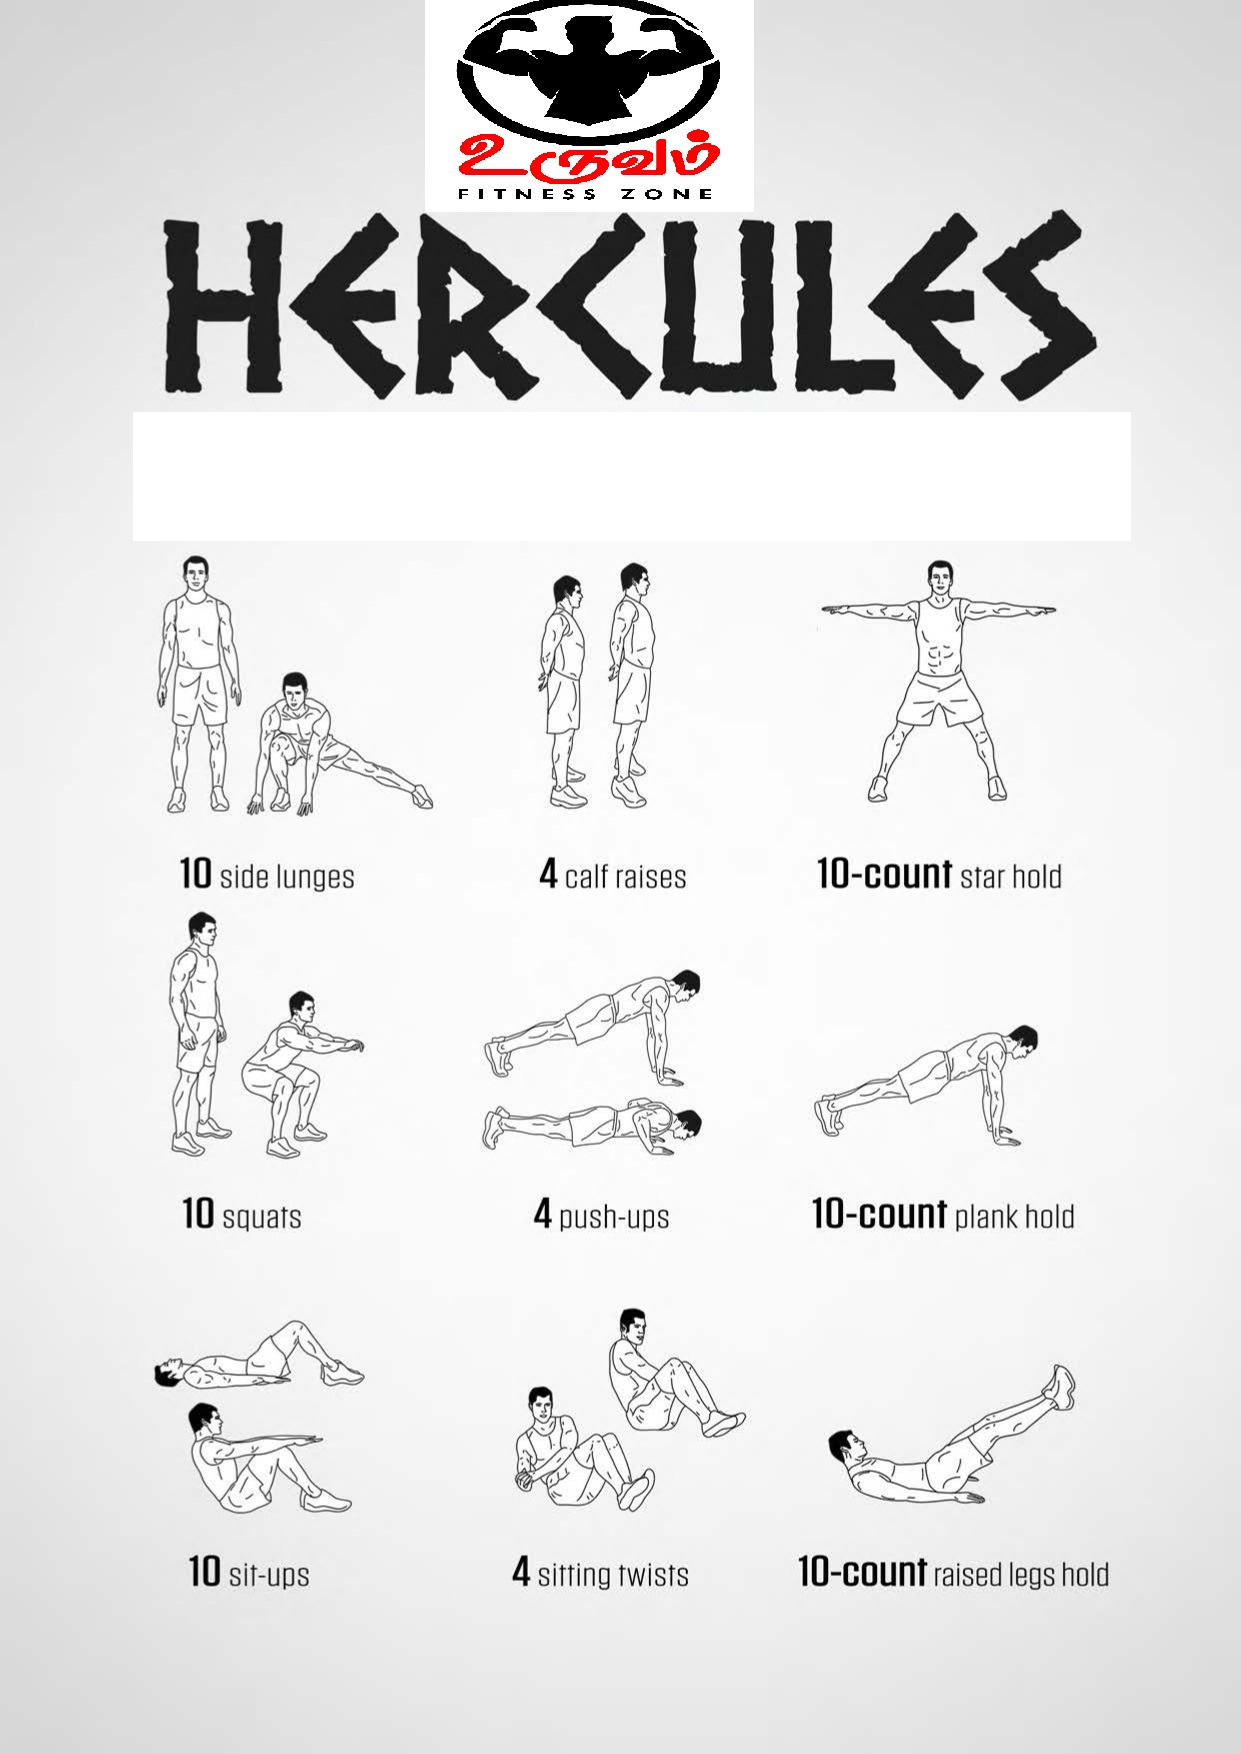 உருவம்
FITNESS ZONE
HERCULES
10 side lunges
4 calf raises
10-count star hold
10 squats
4 push-ups
10-count plank hold
10 sit-ups
4 sitting twists
10-count raised legs hold